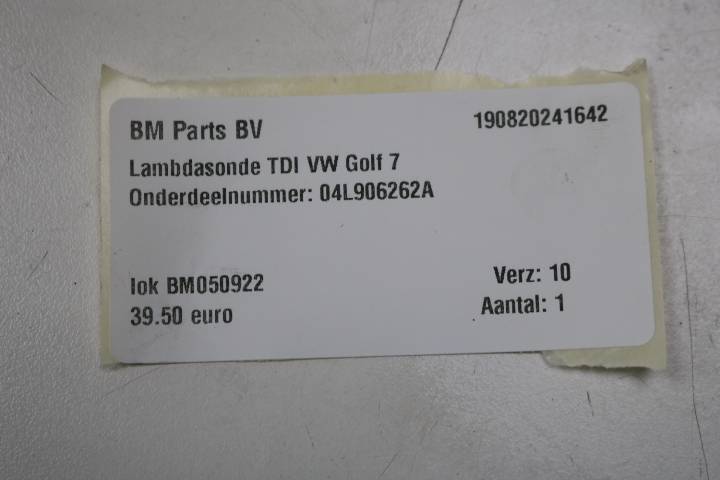 BM Parts BV 190820241642
Lambdasonde TDI VW Golf 7
Onderdeelnummer: 04L906262A
lok BM050922 Verz: 10
39.50 euro Aantal: 1